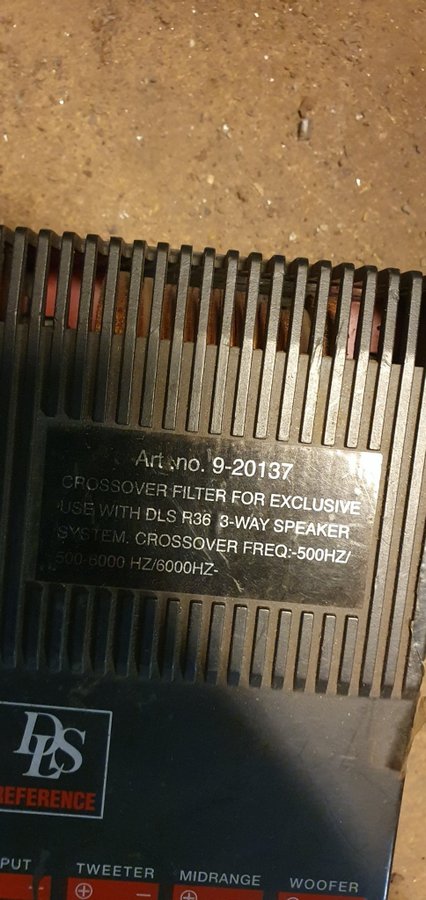 Art.no. 9-20137
CROSSOVER FILTER FOR EXCLUSIVE
USE WITH DLS R36 3-WAY SPEAKER
SYSTEM. CROSSOVER FREQ:-500HZ/
500-6000 HZ/6000HZ-
DLS
REFERENCE
PUT TWEETER MIDRANGE WOOFER